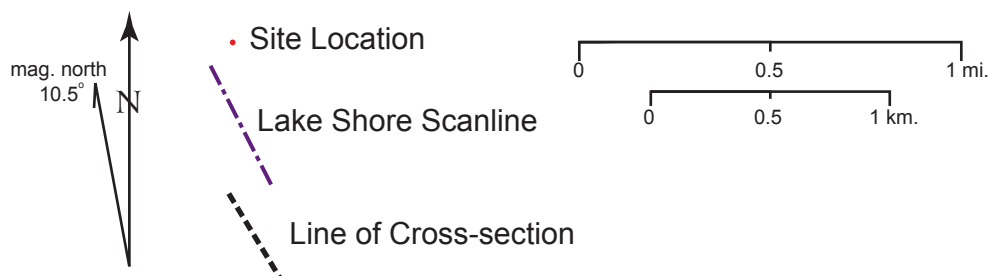 mag. north
10.5°
N
Site Location
Lake Shore Scanline
Line of Cross-section
0 0.5 1 mi.
0 0.5 1 km.